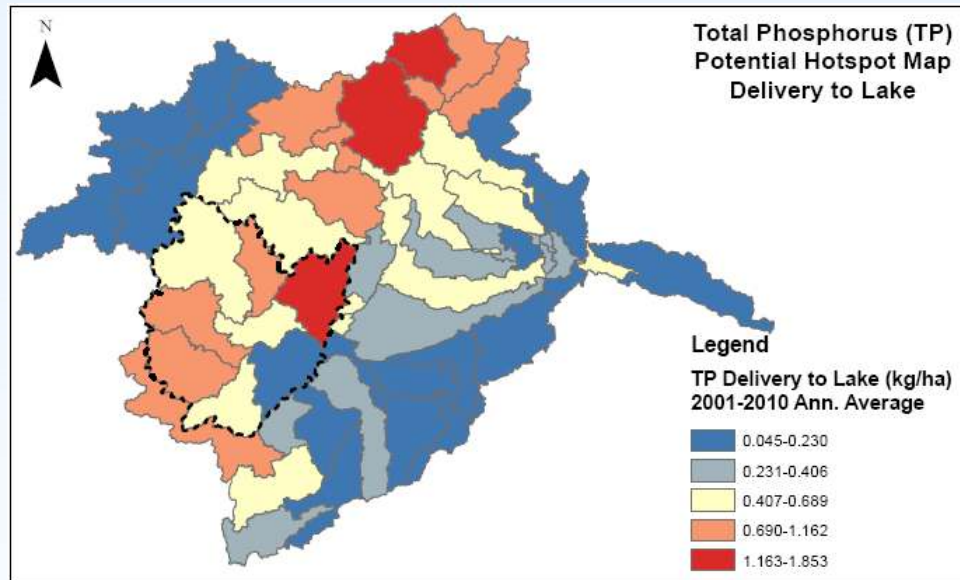 N
Total Phosphorus (TP)
Potential Hotspot Map
Delivery to Lake
Legend
TP Delivery to Lake (kg/ha)
2001-2010 Ann. Average
0.045-0.230
0.231-0.406
0.407-0.689
0.690-1.162
1.163-1.853